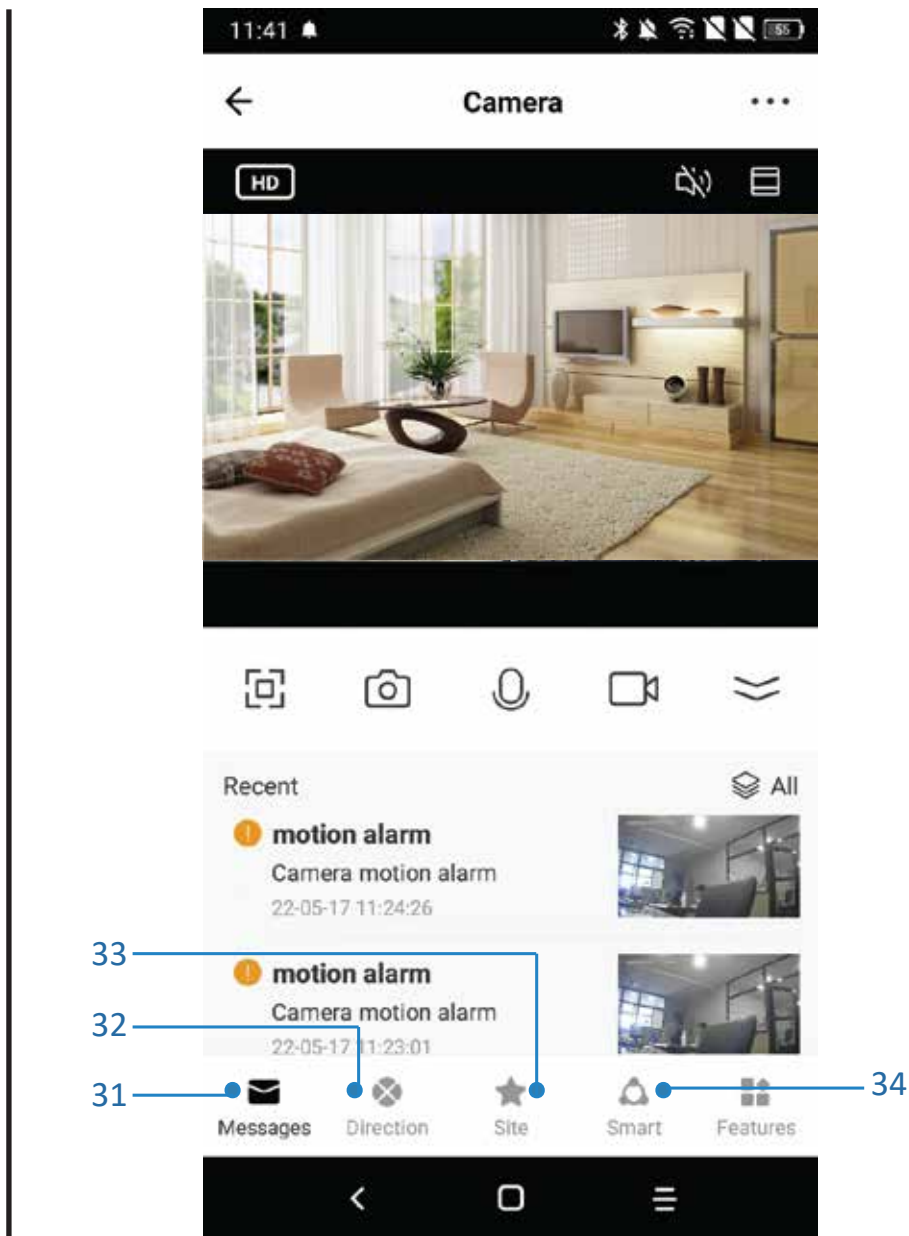 11:41
55
Camera
HD
Recent
All
motion alarm
Camera motion alarm
22-05-17 11:24:26
33
motion alarm
Camera motion alarm
32
22-05-17 11:23:01
31
34
Messages Direction Site Smart Features